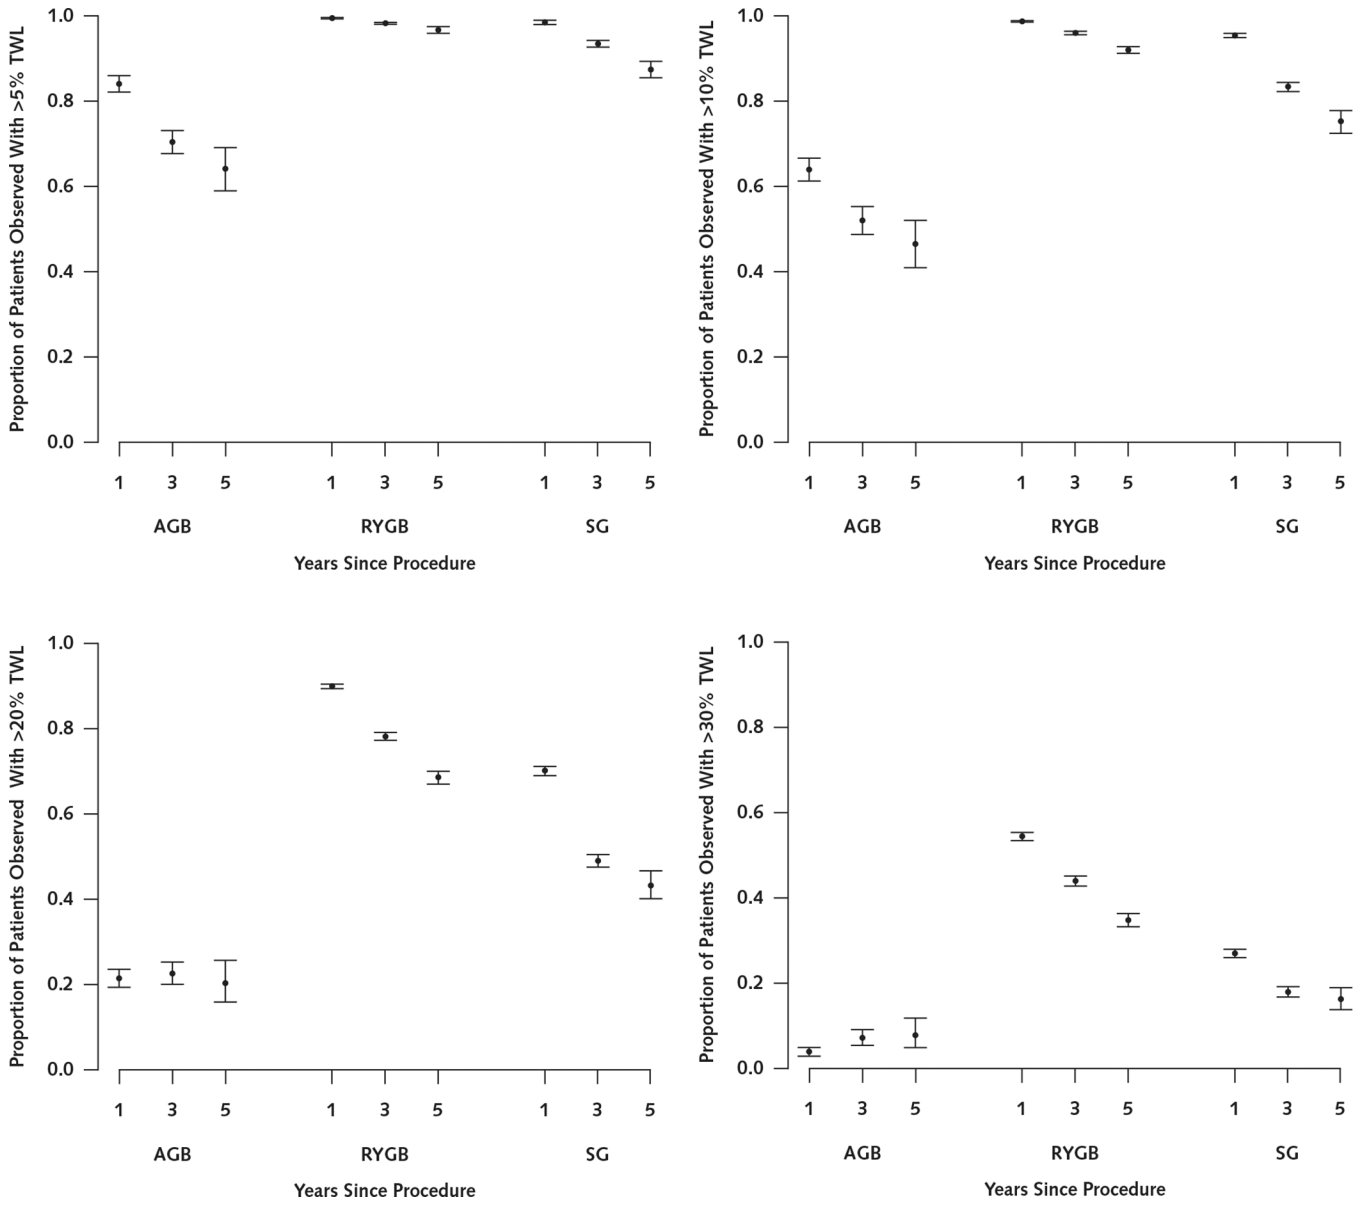 Proportion of Patients Observed With >5% TWL
1.0
0.8
0.6
0.4
0.2
0.0
1 3 5 1 3 5 1 3 5
AGB RYGB SG
Years Since Procedure
Proportion of Patients Observed With >10% TWL
1.0
0.8
0.6
0.4
0.2
0.0
1 3 5 1 3 5 1 3 5
AGB RYGB SG
Years Since Procedure
Proportion of Patients Observed With >20% TWL
1.0
0.8
0.6
0.4
0.2
0.0
1 3 5 1 3 5 1 3 5
AGB RYGB SG
Years Since Procedure
Proportion of Patients Observed With >30% TWL
1.0
0.8
0.6
0.4
0.2
0.0
1 3 5 1 3 5 1 3 5
AGB RYGB SG
Years Since Procedure